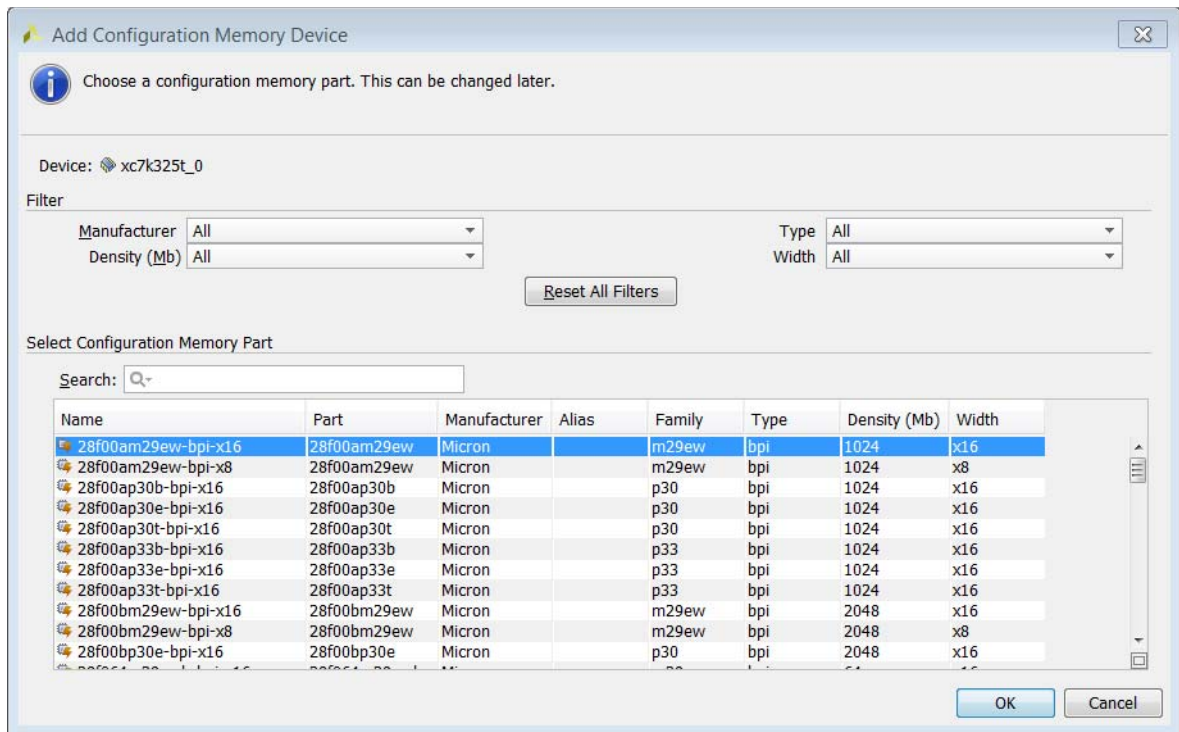 Add Configuration Memory Device
Choose a configuration memory part. This can be changed later.
Device: xc7k325t_0
Filter
Manufacturer All Type All
Density (Mb) All Width All
Reset All Filters
Select Configuration Memory Part
Search:
Name Part Manufacturer Alias Family Type Density (Mb) Width
28f00am29ew-bpi-x16 28f00am29ew Micron m29ew bpi 1024 x16
28f00am29ew-bpi-x8 28f00am29ew Micron m29ew bpi 1024 x8
28f00ap30b-bpi-x16 28f00ap30b Micron p30 bpi 1024 x16
28f00ap30e-bpi-x16 28f00ap30e Micron p30 bpi 1024 x16
28f00ap30t-bpi-x16 28f00ap30t Micron p30 bpi 1024 x16
28f00ap33b-bpi-x16 28f00ap33b Micron p33 bpi 1024 x16
28f00ap33e-bpi-x16 28f00ap33e Micron p33 bpi 1024 x16
28f00ap33t-bpi-x16 28f00ap33t Micron p33 bpi 1024 x16
28f00bm29ew-bpi-x16 28f00bm29ew Micron m29ew bpi 2048 x16
28f00bm29ew-bpi-x8 28f00bm29ew Micron m29ew bpi 2048 x8
28f00bp30e-bpi-x16 28f00bp30e Micron p30 bpi 2048 x16
OK Cancel